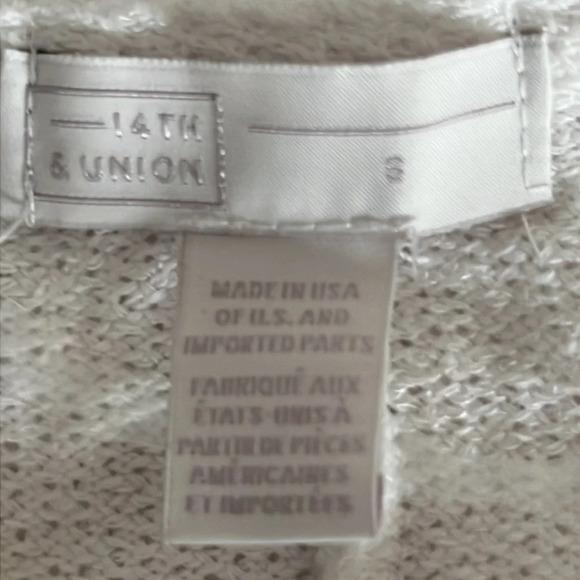 14TH
& UNION
S
MADE IN USA
OF U.S. AND
IMPORTED PARTS
FABRIQUÉ AUX
ÉTATS-UNIS À
PARTIR DE PIÈCES
AMÉRICAINES
ET IMPORTÉES